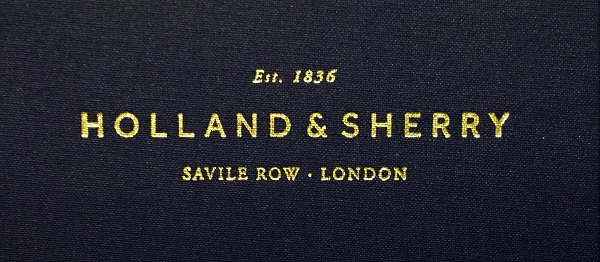 Est. 1836
HOLLAND & SHERRY
SAVILE ROW · LONDON